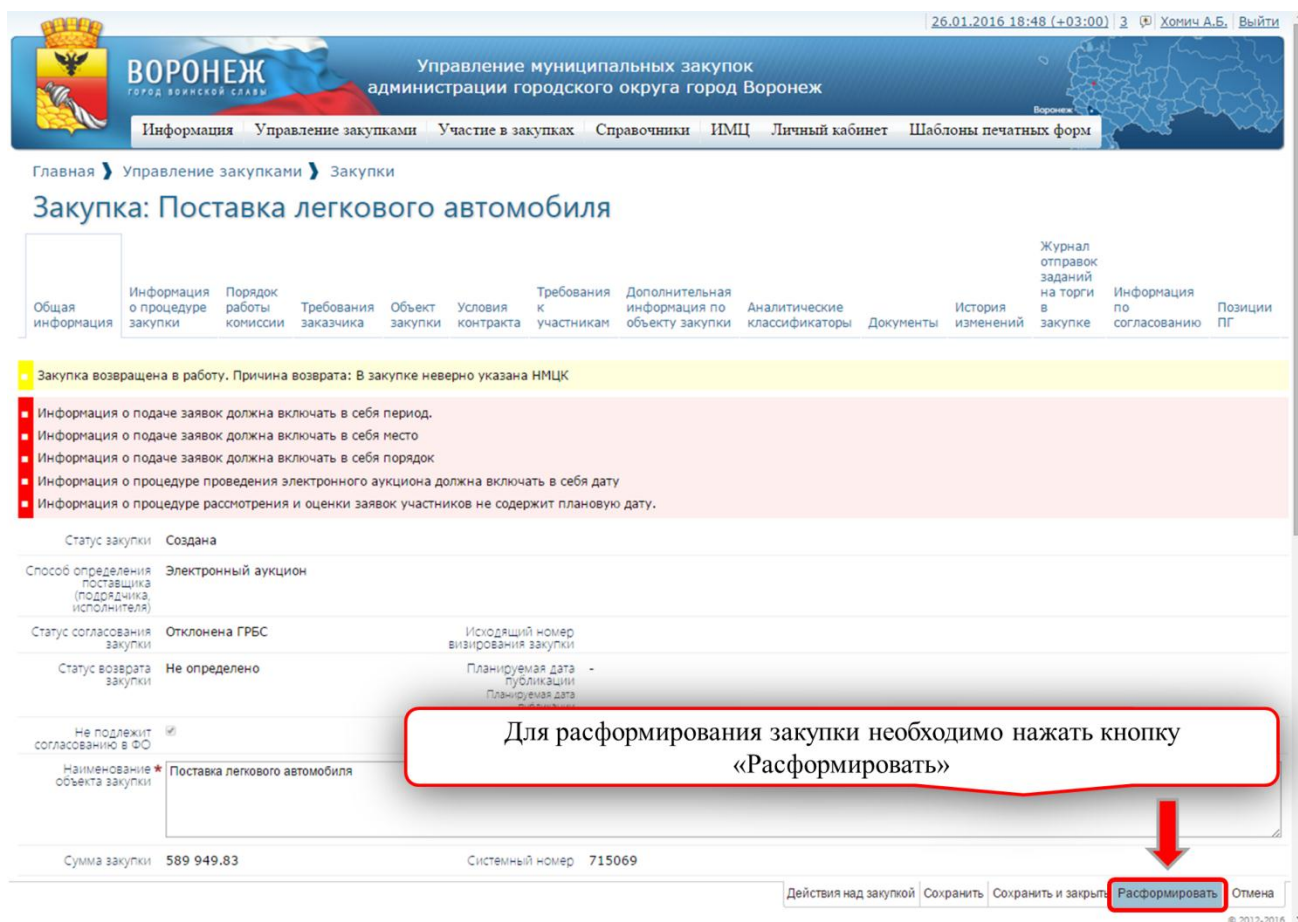 26.01.2016 18:48 (+03:00) 3 Хомич А.Б. Выйти
ВОРОНЕЖ
ГОРОД ВОИНСКОЙ СЛАВЫ
Управление муниципальных закупок
администрации городского округа город Воронеж
Воронеж
Информация Управление закупками Участие в закупках Справочники ИМЦ Личный кабинет Шаблоны печатных форм
Главная Управление закупками Закупки
Закупка: Поставка легкового автомобиля
Общая
информация
Информация
о процедуре
закупки
Порядок
работы
комиссии
Требования
заказчика
Объект
закупки
Условия
контракта
Требования
к
участникам
Дополнительная
информация по
объекту закупки
Аналитические
классификаторы
Документы
История
изменений
Журнал
отправок
заданий
на торги
в
закупке
Информация
по
согласованию
Позиции
ПГ
Закупка возвращена в работу. Причина возврата: В закупке неверно указана НМЦК
Информация о подаче заявок должна включать в себя период.
Информация о подаче заявок должна включать в себя место
Информация о подаче заявок должна включать в себя порядок
Информация о процедуре проведения электронного аукциона должна включать в себя дату
Информация о процедуре рассмотрения и оценки заявок участников не содержит плановую дату.
Статус закупки Создана
Способ определения
поставщика
(подрядчика,
исполнителя)
Электронный аукцион
Статус согласования
закупки
Отклонена ГРБС
Исходящий номер
визирования закупки
Статус возврата
закупки
Не определено
Планируемая дата
публикации
Планируемая дата
-
Не подлежит
согласованию в ФО
Для расформирования закупки необходимо нажать кнопку
«Расформировать»
Наименование *
объекта закупки
Поставка легкового автомобиля
Сумма закупки 589 949.83 Системный номер 715069
Действия над закупкой Сохранить Сохранить и закрыть Расформировать Отмена
© 2012-2016